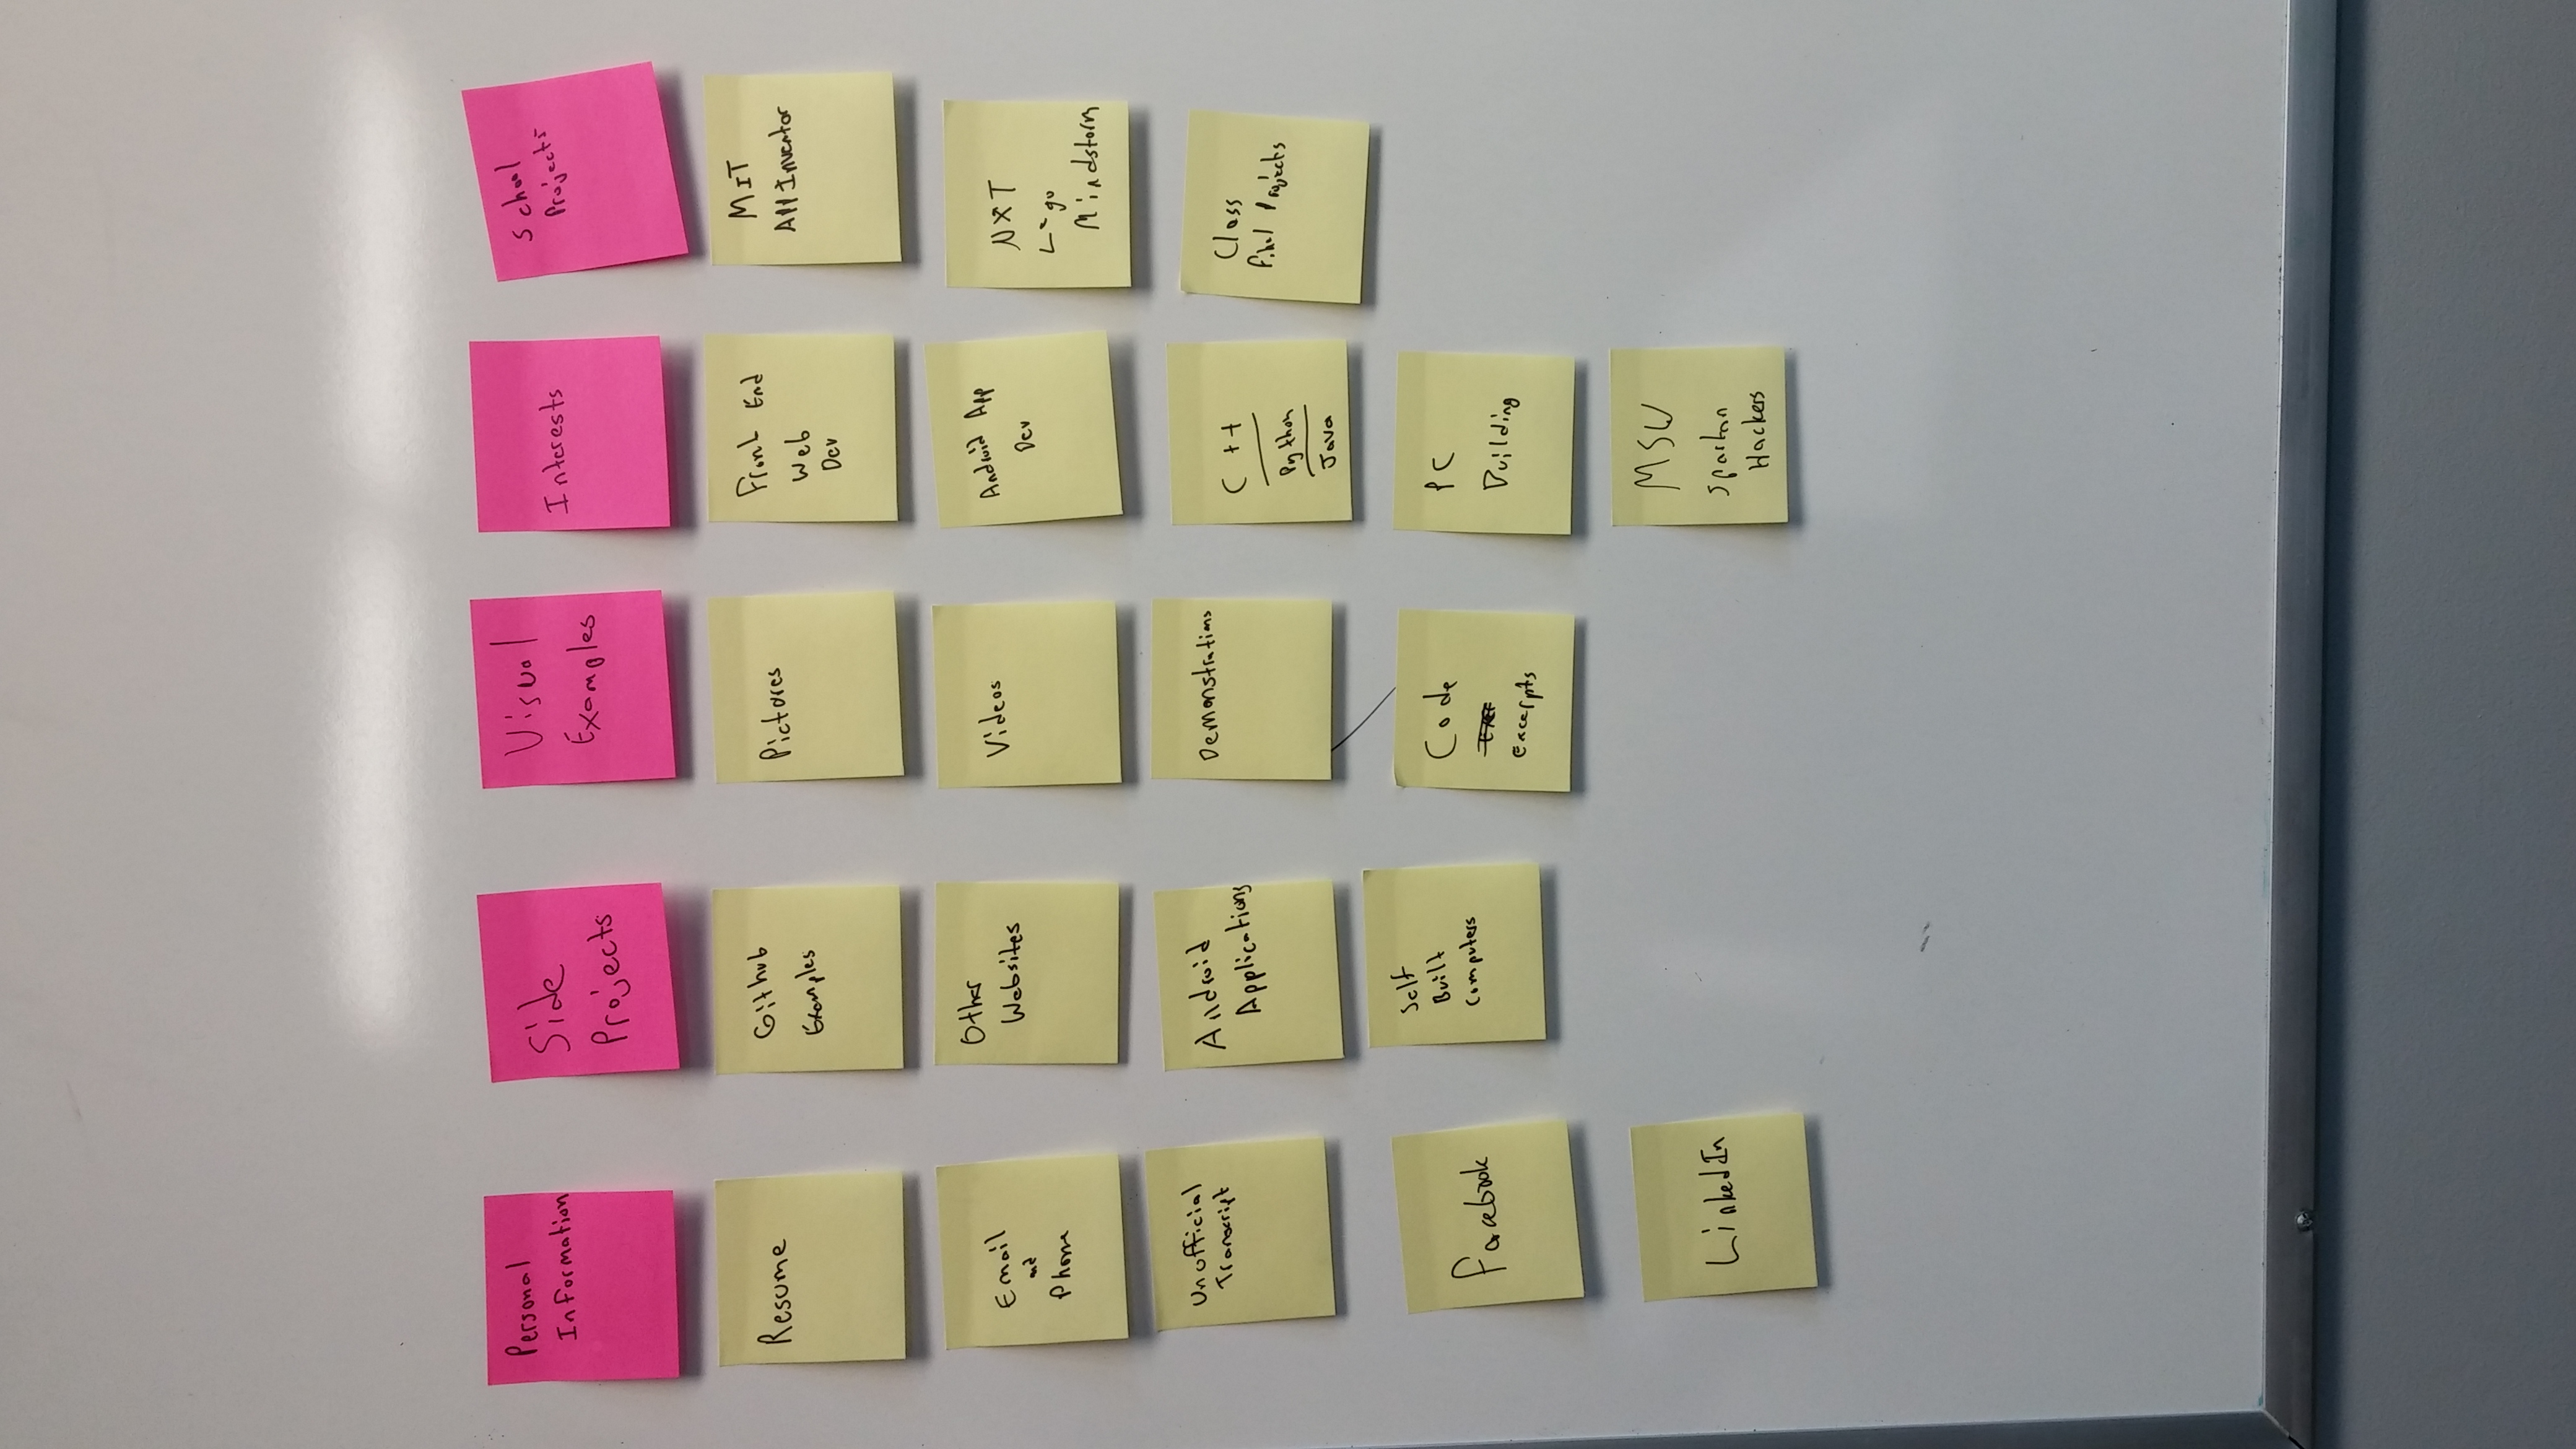 Personal
Information
Resume
Email
and
Phone
Unofficial
Transcript
Facebook
LinkedIn
Side
Projects
Github
Examples
Other
Websites
Android
Applications
Self
Built
Computers
Visual
Examples
Pictures
Videos
Demonstrations
Code
Excerpts
Interests
Front End
Web
Dev
Android App
Dev
C++
Python
Java
PC
Building
MSU
Spartan
Hackers
School
Projects
MIT
App Inventor
NXT
Lego
Mindstorm
Class
Final Projects